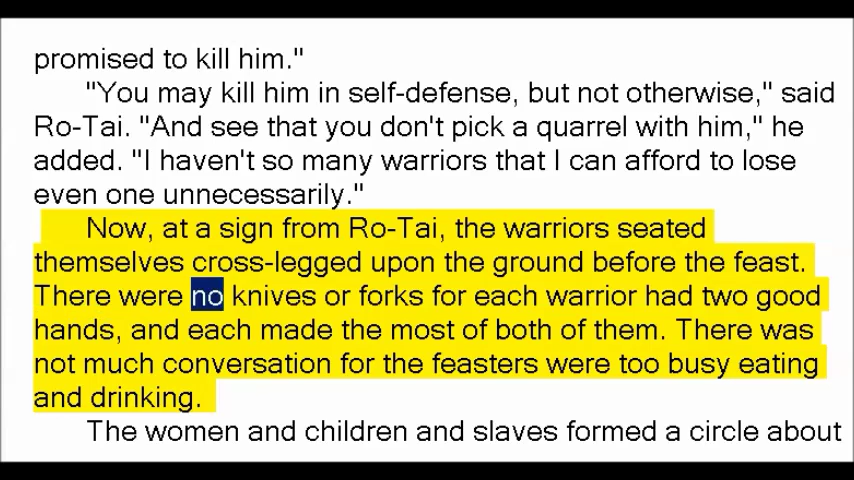 promised to kill him."
"You may kill him in self-defense, but not otherwise," said
Ro-Tai. "And see that you don't pick a quarrel with him," he
added. "I haven't so many warriors that I can afford to lose
even one unnecessarily."
Now, at a sign from Ro-Tai, the warriors seated
themselves cross-legged upon the ground before the feast.
There were no knives or forks for each warrior had two good
hands, and each made the most of both of them. There was
not much conversation for the feasters were too busy eating
and drinking.
The women and children and slaves formed a circle about